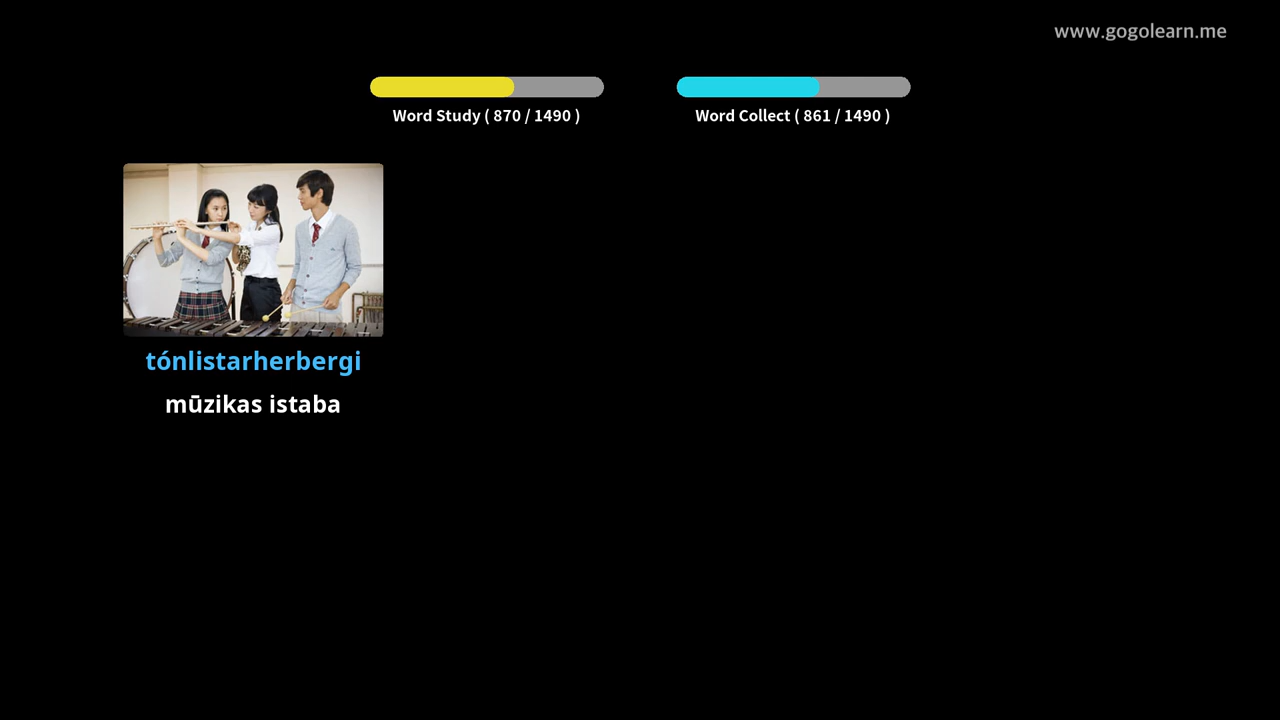 www.gogolearn.me
Word Study ( 870 / 1490 )
Word Collect ( 861 / 1490 )
tónlistarherbergi
mūzikas istaba